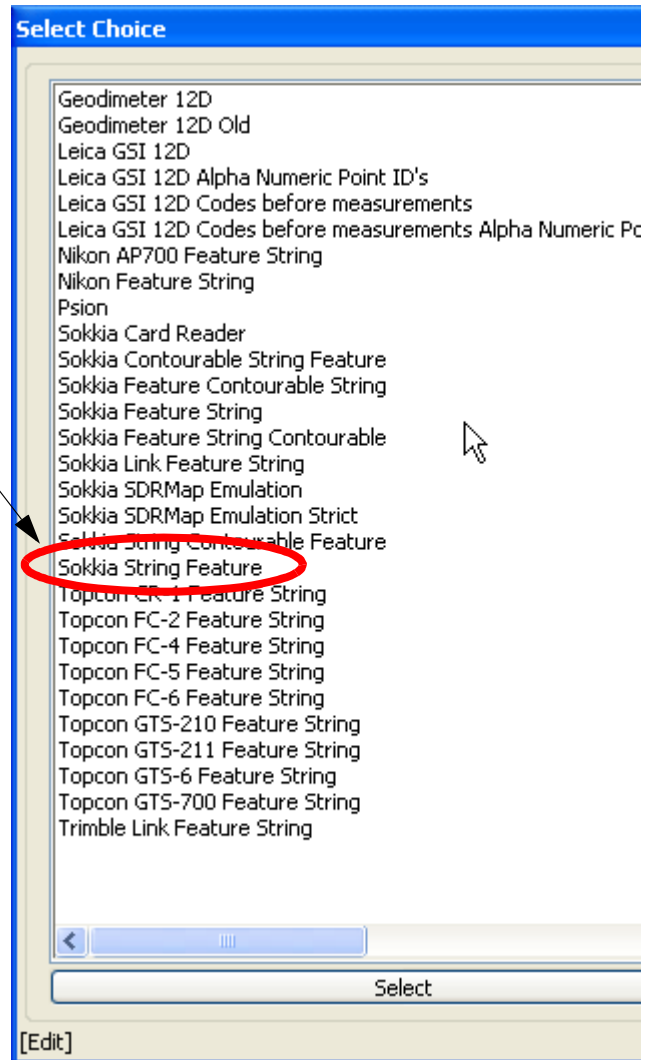 Select Choice
Geodimeter 12D
Geodimeter 12D Old
Leica GSI 12D
Leica GSI 12D Alpha Numeric Point ID's
Leica GSI 12D Codes before measurements
Leica GSI 12D Codes before measurements Alpha Numeric
Nikon AP700 Feature String
Nikon Feature String
Psion
Sokkia Card Reader
Sokkia Contourable String Feature
Sokkia Feature Contourable String
Sokkia Feature String
Sokkia Feature String Contourable
Sokkia Link Feature String
Sokkia SDRMap Emulation
Sokkia SDRMap Emulation Strict
Sokkia String Contourable Feature
Sokkia String Feature
Topcon CR-1 Feature String
Topcon FC-2 Feature String
Topcon FC-4 Feature String
Topcon FC-5 Feature String
Topcon FC-6 Feature String
Topcon GTS-210 Feature String
Topcon GTS-211 Feature String
Topcon GTS-6 Feature String
Topcon GTS-700 Feature String
Trimble Link Feature String
Select
[Edit]